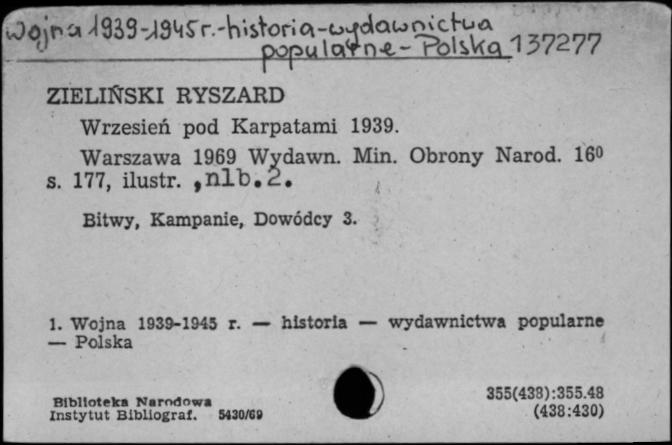 Wojna 1939-1945 r.-historia-wydawnictwa
popularne-Polska 137277
ZIELIŃSKI RYSZARD
Wrzesień pod Karpatami 1939.
Warszawa 1969 Wydawn. Min. Obrony Narod. 16⁰
s. 177, ilustr. ,nlb.2.
Bitwy, Kampanie, Dowódcy 3.
1. Wojna 1939-1945 r. — historia — wydawnictwa popularne
— Polska
Biblioteka Narodowa
Instytut Bibliograf. 5430/69
355(438):355.48
(438:430)